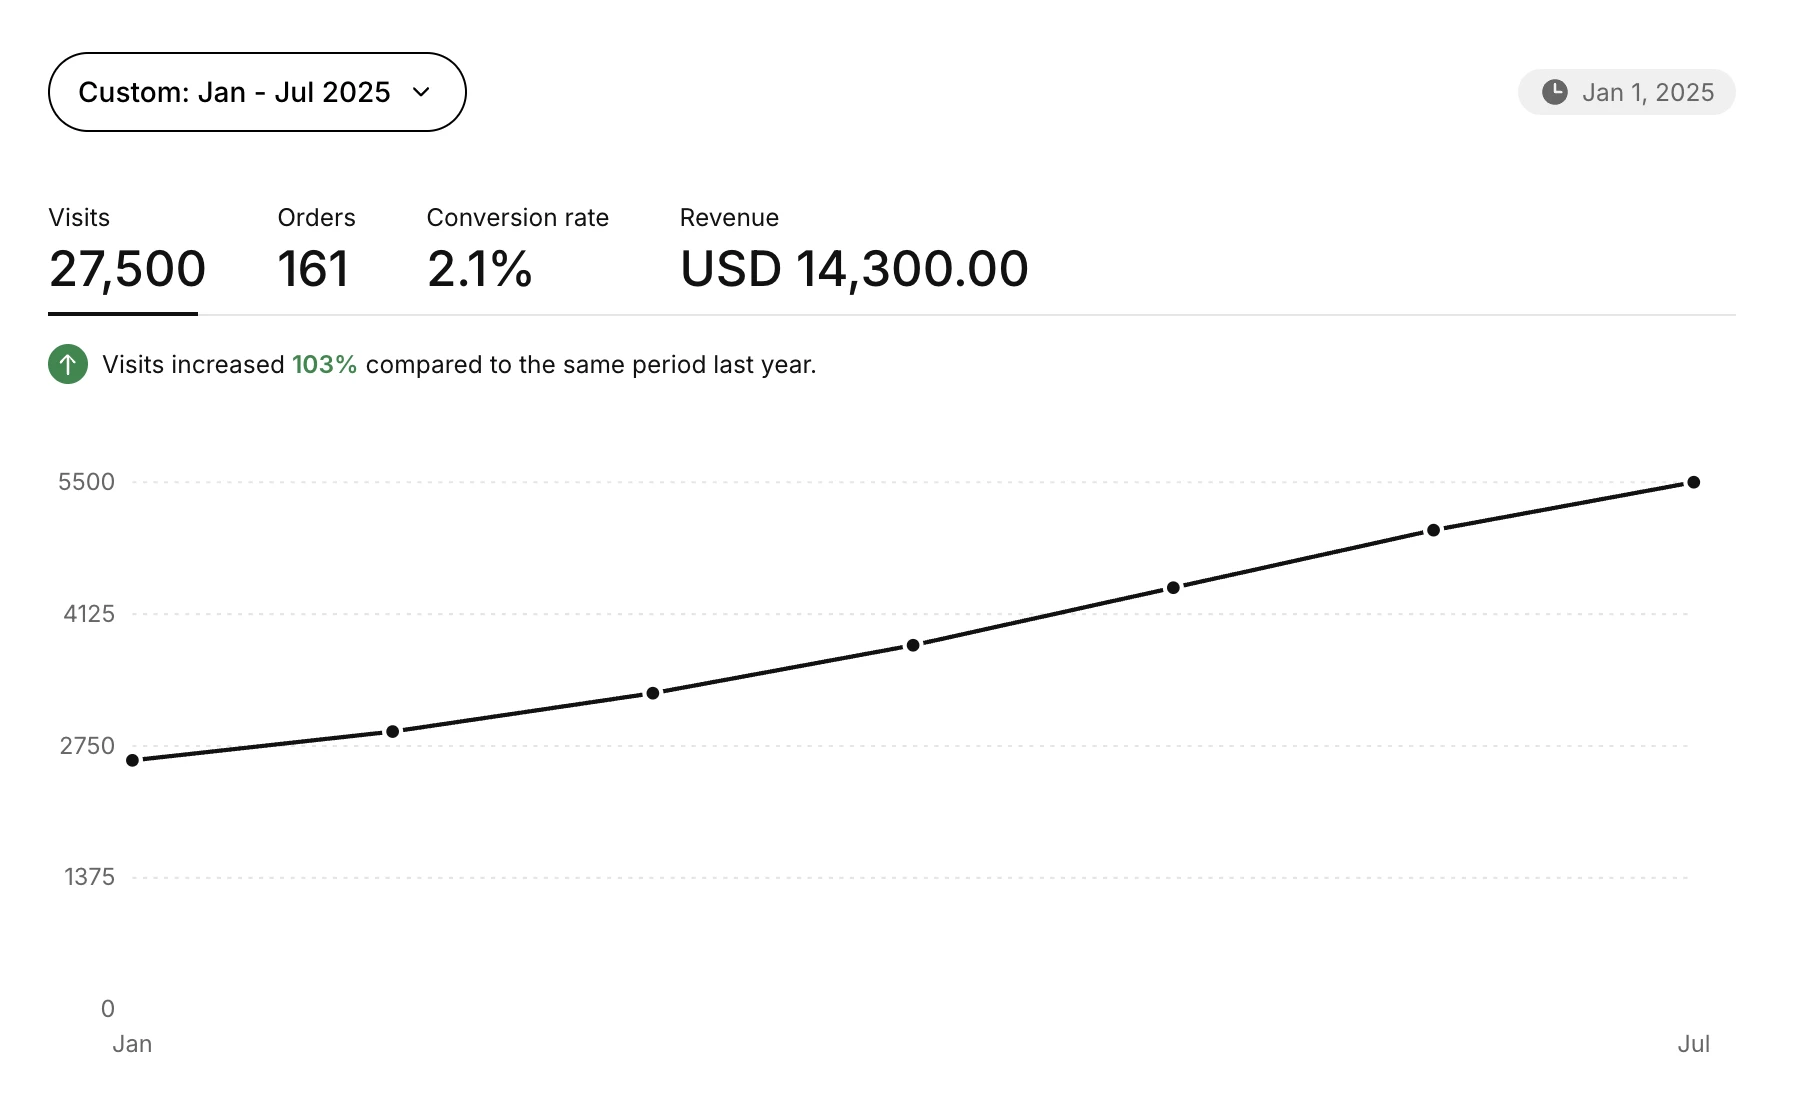 Custom: Jan - Jul 2025
Jan 1, 2025
Visits
27,500
Orders
161
Conversion rate
2.1%
Revenue
USD 14,300.00
Visits increased 103% compared to the same period last year.
5500
4125
2750
1375
0
Jan
Jul